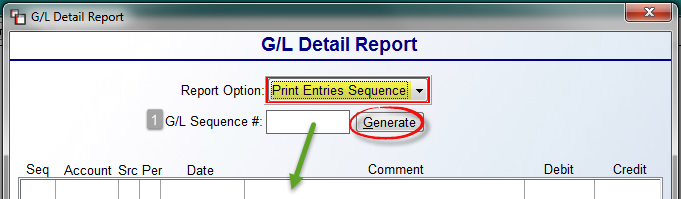 G/L Detail Report
G/L Detail Report
Report Option: Print Entries Sequence
1 G/L Sequence #: Generate
Seq Account Src Per Date Comment Debit Credit